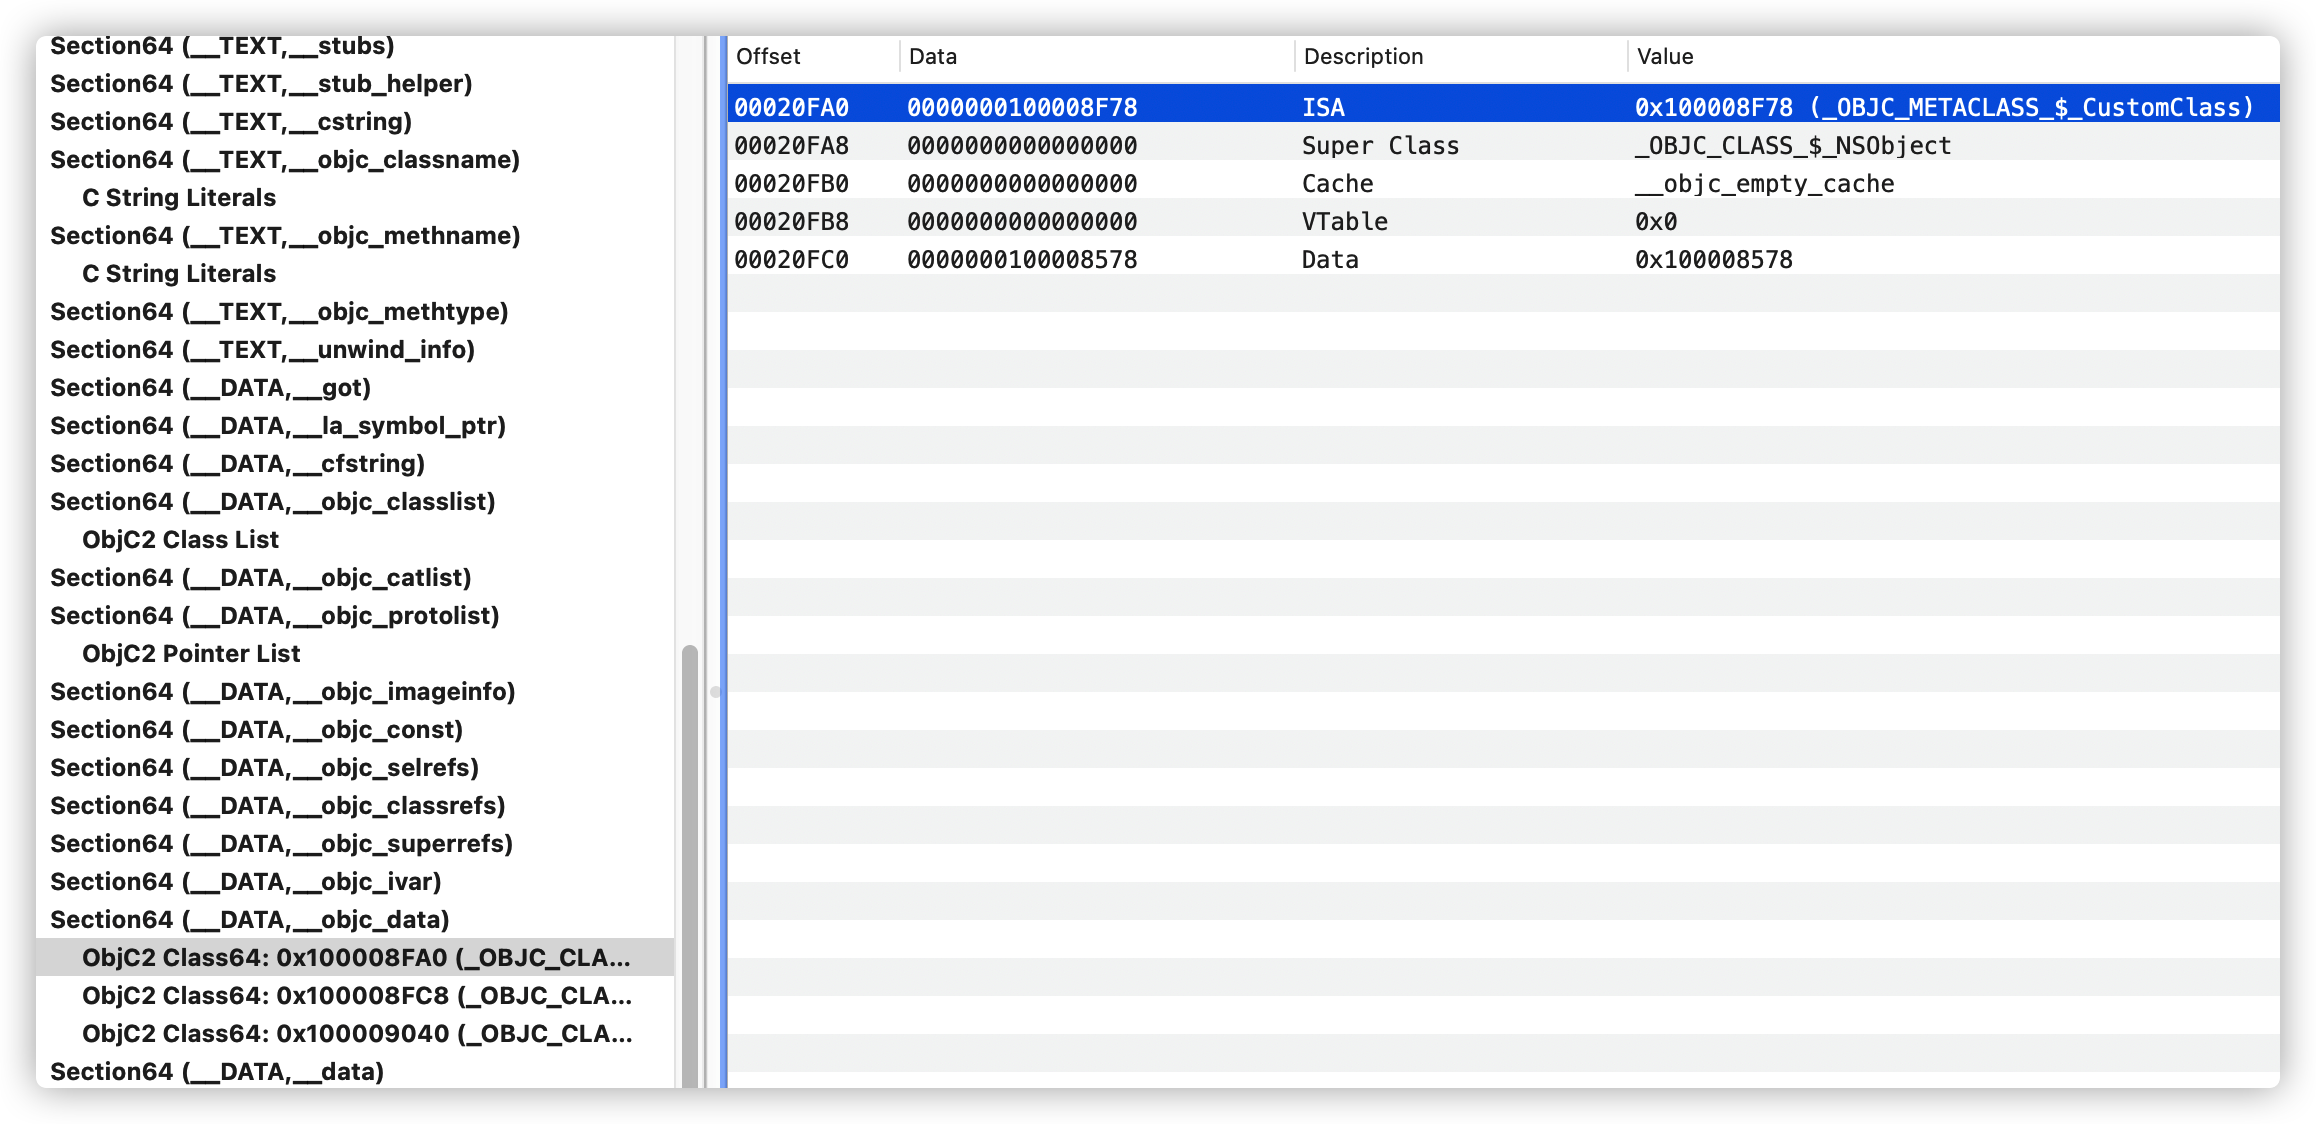 Section64 (__TEXT,__stubs)
Section64 (__TEXT,__stub_helper)
Section64 (__TEXT,__cstring)
Section64 (__TEXT,__objc_classname)
C String Literals
Section64 (__TEXT,__objc_methname)
C String Literals
Section64 (__TEXT,__objc_methtype)
Section64 (__TEXT,__unwind_info)
Section64 (__DATA,__got)
Section64 (__DATA,__la_symbol_ptr)
Section64 (__DATA,__cfstring)
Section64 (__DATA,__objc_classlist)
ObjC2 Class List
Section64 (__DATA,__objc_catlist)
Section64 (__DATA,__objc_protolist)
ObjC2 Pointer List
Section64 (__DATA,__objc_imageinfo)
Section64 (__DATA,__objc_const)
Section64 (__DATA,__objc_selrefs)
Section64 (__DATA,__objc_classrefs)
Section64 (__DATA,__objc_superrefs)
Section64 (__DATA,__objc_ivar)
Section64 (__DATA,__objc_data)
ObjC2 Class64: 0x100008FA0 (_OBJC_CLA...
ObjC2 Class64: 0x100008FC8 (_OBJC_CLA...
ObjC2 Class64: 0x100009040 (_OBJC_CLA...
Section64 (__DATA,__data)
Offset Data Description Value
00020FA0 0000000100008F78 ISA 0x100008F78 (_OBJC_METACLASS_$_CustomClass)
00020FA8 0000000000000000 Super Class _OBJC_CLASS_$_NSObject
00020FB0 0000000000000000 Cache __objc_empty_cache
00020FB8 0000000000000000 VTable 0x0
00020FC0 0000000100008578 Data 0x100008578